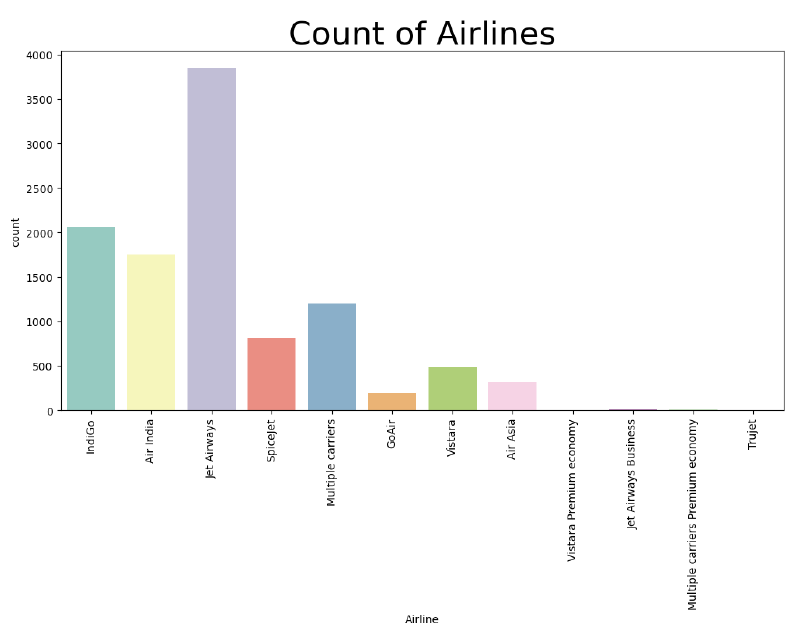 Count of Airlines
4000
3500
3000
2500
2000
1500
1000
500
0
count
IndiGo
Air India
Jet Airways
SpiceJet
Multiple carriers
GoAir
Vistara
Air Asia
Vistara Premium economy
Jet Airways Business
Multiple carriers Premium economy
Trujet
Airline